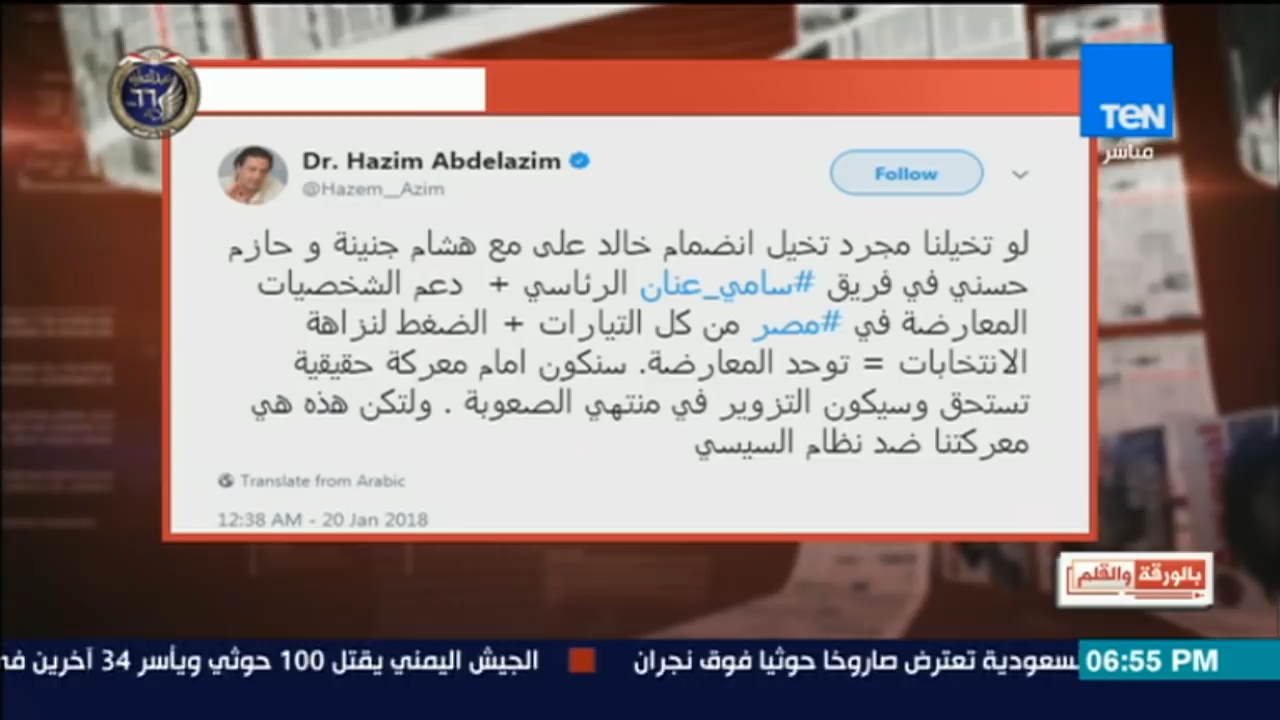 TEN
مباشر
Dr. Hazim Abdelazim
@Hazem__Azim
Follow
لو تخيلنا مجرد تخيل انضمام خالد على مع هشام جنينة و حازم
حسني في فريق #سامي_عنان الرئاسي + دعم الشخصيات
المعارضة في #مصر من كل التيارات + الضغط لنزاهة
الانتخابات = توحد المعارضة. سنكون امام معركة حقيقية
تستحق وسيكون التزوير في منتهي الصعوبة . ولتكن هذه هي
معركتنا ضد نظام السيسي
Translate from Arabic
12:38 AM - 20 Jan 2018
بالورقة والقلم
سعودية تعترض صاروخا حوثيا فوق نجران
الجيش اليمني يقتل 100 حوثي ويأسر 34 آخرين في
06:55 PM